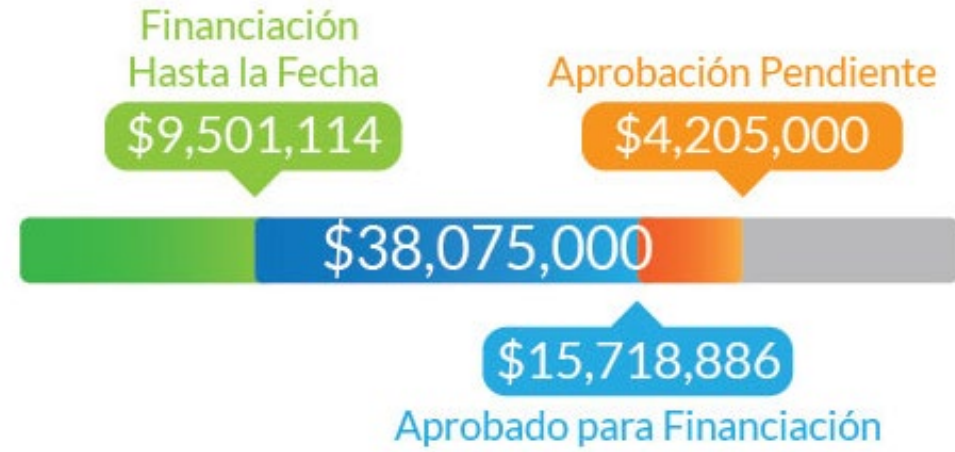 Financiación
Hasta la Fecha
$9,501,114
Aprobación Pendiente
$4,205,000
$38,075,000
$15,718,886
Aprobado para Financiación